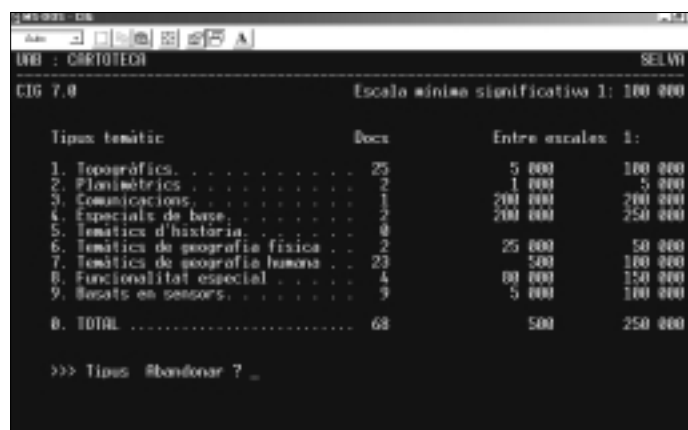 MS-DOS - CIG
Auto A
UAB : CARTOTECA SELVA
CIG 7.0 Escala mínima significativa 1: 100 000
Tipus temàtic Docs Entre escales 1:
1. Topogràfics. . . . . . . . . . . . 25 5 000 100 000
2. Planimètrics . . . . . . . . . . . 2 1 000 5 000
3. Comunicacions. . . . . . . . . . . 1 200 000 200 000
4. Especials de base. . . . . . . . . 2 200 000 250 000
5. Temàtics d'història. . . . . . . . 0
6. Temàtics de geografia física . . 2 25 000 50 000
7. Temàtics de geografia humana . . 23 500 100 000
8. Funcionalitat especial . . . . . 4 80 000 150 000
9. Basats en sensors. . . . . . . . 9 5 000 100 000
0. TOTAL ........................... 68 500 250 000
>>> Tipus Abandonar ? _